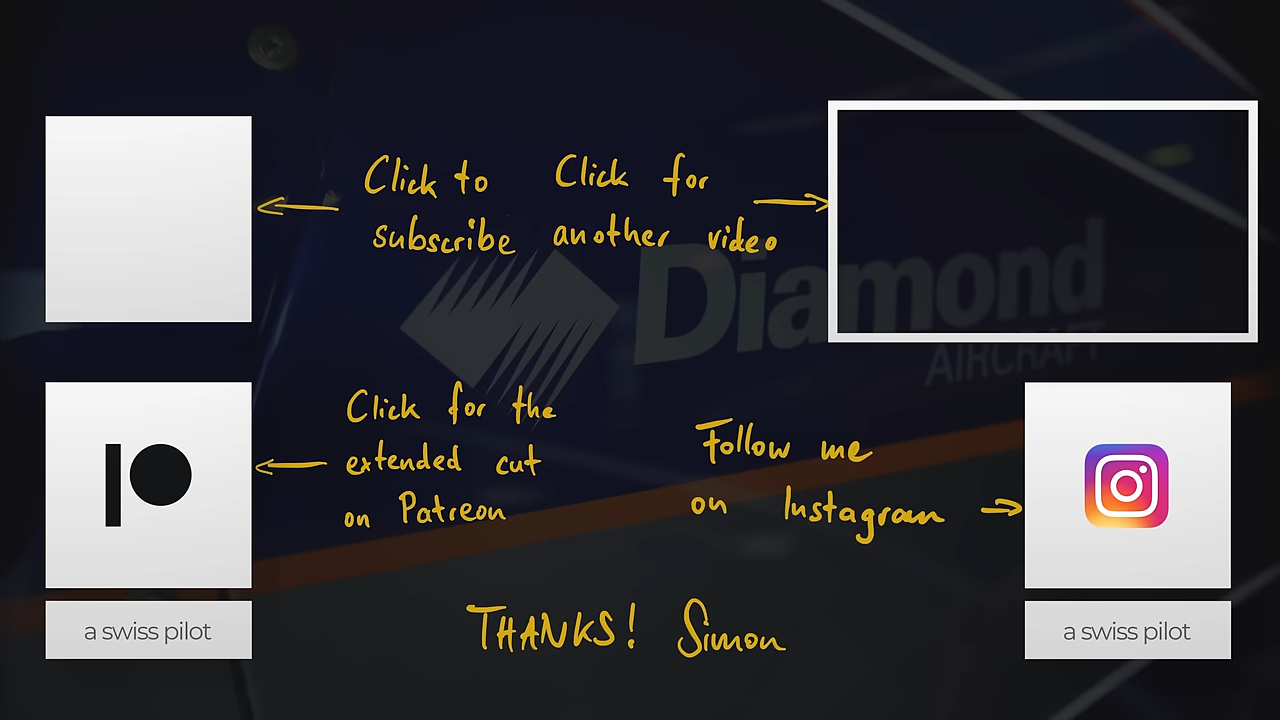 Click to
subscribe
Click for
another video
Diamond
AIRCRAFT
Click for the
extended cut
on Patreon
Follow me
on Instagram
a swiss pilot
a swiss pilot
THANKS! Simon